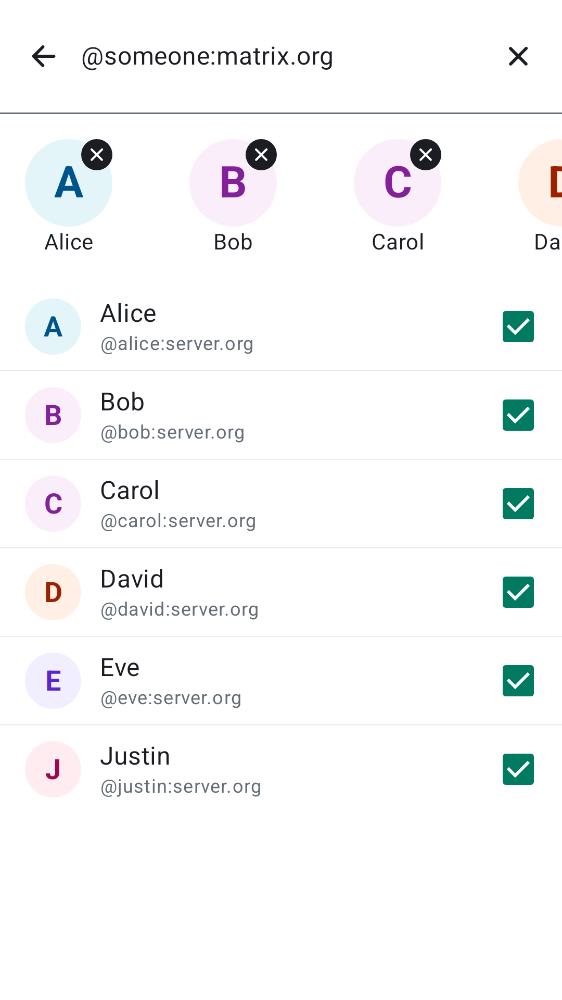 @someone:matrix.org
A B C D
Alice Bob Carol Da
A Alice
@alice:server.org
B Bob
@bob:server.org
C Carol
@carol:server.org
D David
@david:server.org
E Eve
@eve:server.org
J Justin
@justin:server.org